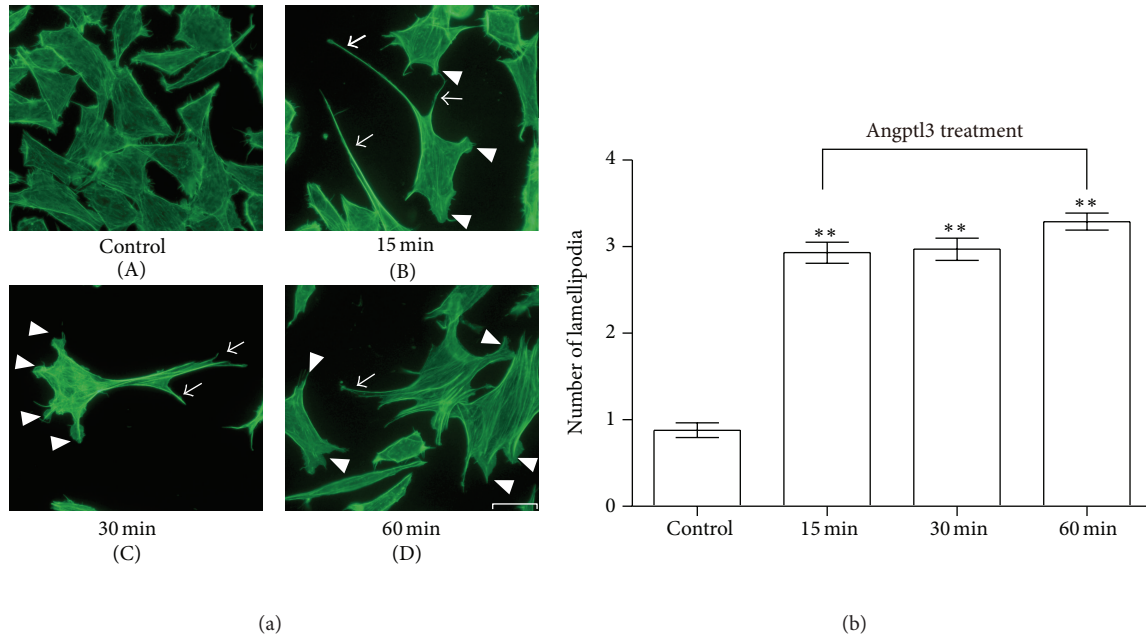 Control
(A)
15 min
(B)
30 min
(C)
60 min
(D)
(a)
Angptl3 treatment
Number of lamellipodia
4
3
2
1
0
**
**
**
Control
15 min
30 min
60 min
(b)